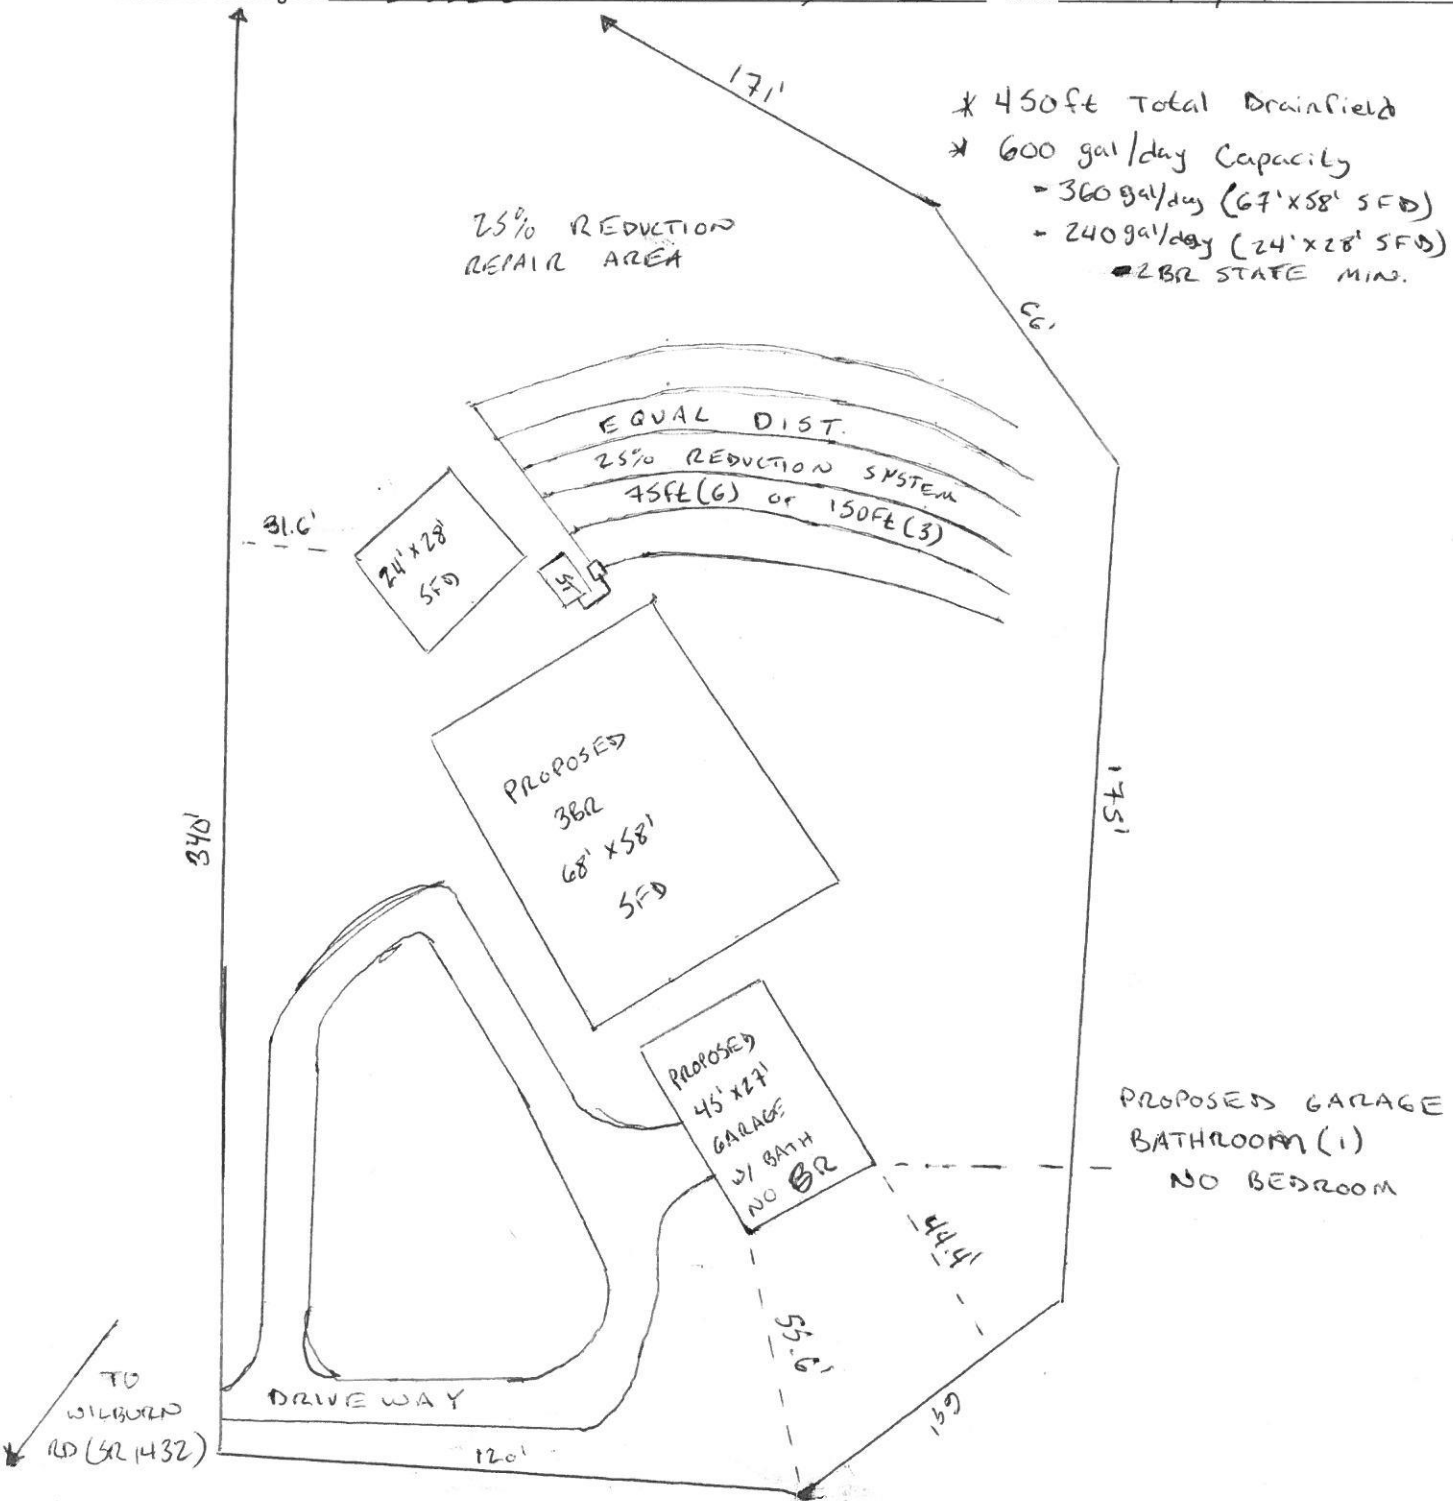 171'
* 450ft Total Drainfield
* 600 gal/day Capacity
- 360 gal/day (67'x58' SFD)
- 240 gal/day (24'x28' SFD)
2BR STATE MIN.
25% REDUCTION
REPAIR AREA
66'
EQUAL DIST.
25% REDUCTION SYSTEM
75ft(6) or 150ft(3)
31.6'
24'x28'
SFD
ST
PROPOSED
3BR
68'x58'
SFD
340'
175'
PROPOSED
45'x27'
GARAGE
W/ BATH
NO BR
PROPOSED GARAGE
BATHROOM (1)
NO BEDROOM
44.4'
55.6'
69'
DRIVEWAY
120'
TO
WILBURN
RD (SR 1432)